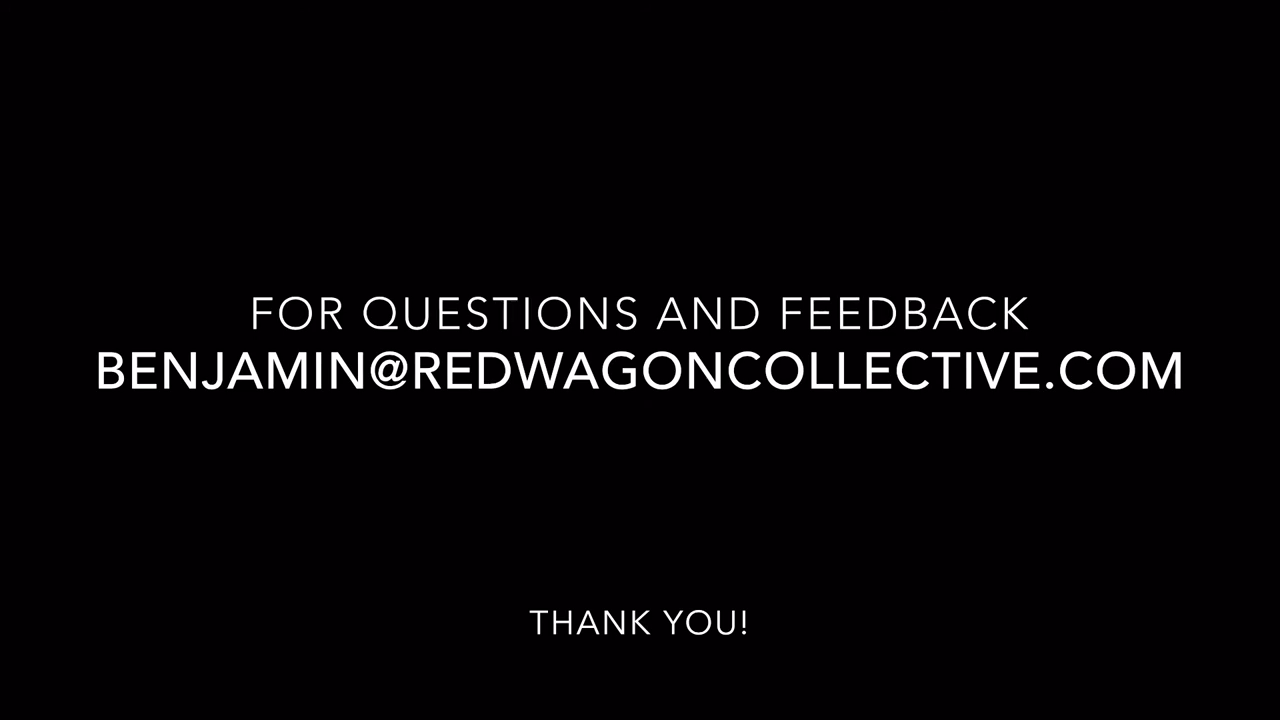 FOR QUESTIONS AND FEEDBACK
BENJAMIN@REDWAGONCOLLECTIVE.COM
THANK YOU!